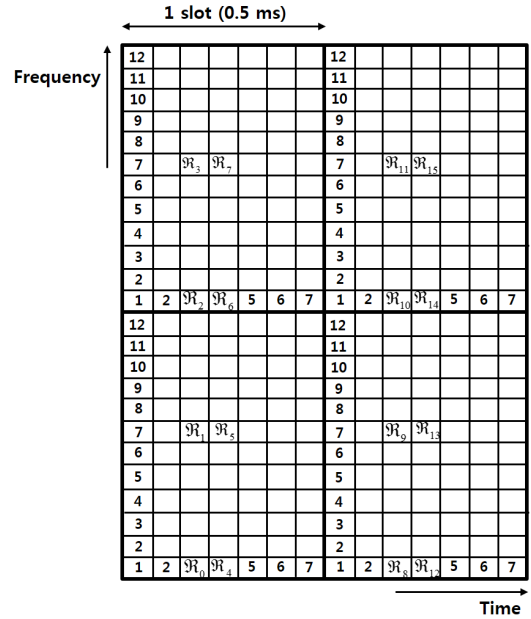 1 slot (0.5 ms)
12 12
Frequency 11 11
10 10
9 9
8 8
7 ℜ3 ℜ7 7 ℜ11 ℜ15
6 6
5 5
4 4
3 3
2 2
1 2 ℜ2 ℜ6 5 6 7 1 2 ℜ10 ℜ14 5 6 7
12 12
11 11
10 10
9 9
8 8
7 ℜ1 ℜ5 7 ℜ9 ℜ13
6 6
5 5
4 4
3 3
2 2
1 2 ℜ0 ℜ4 5 6 7 1 2 ℜ8 ℜ12 5 6 7
Time